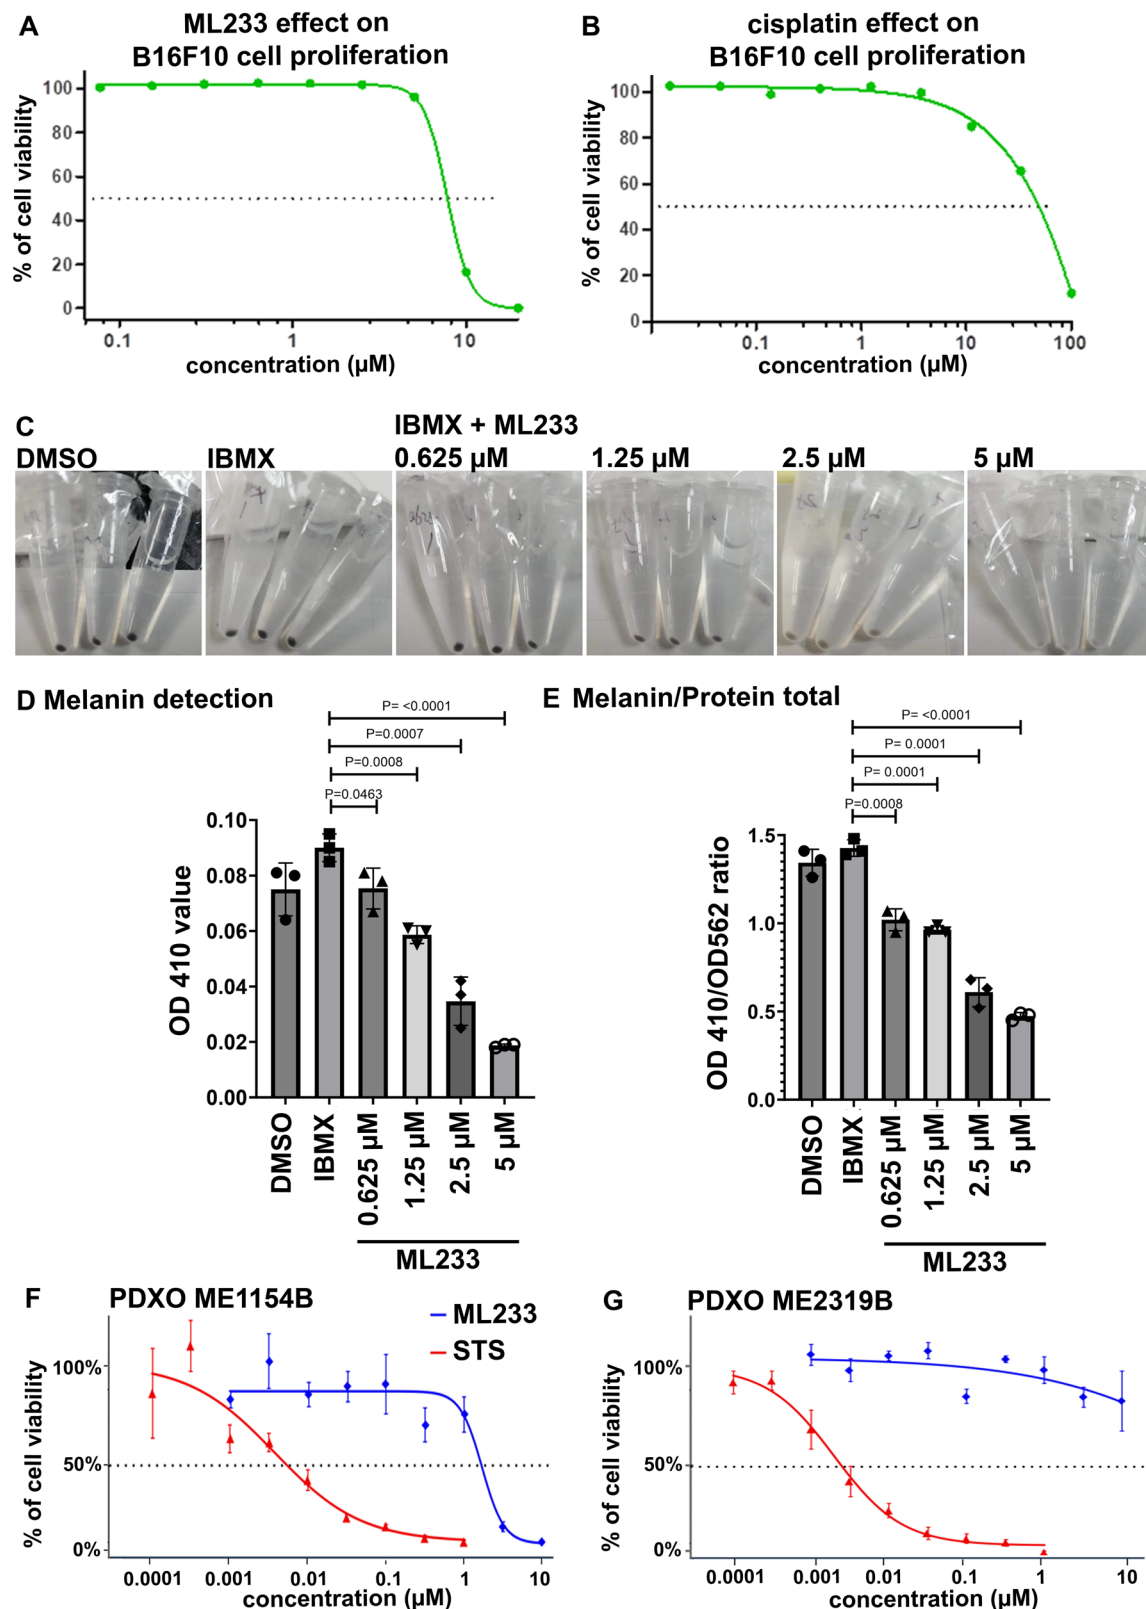 A
ML233 effect on
B16F10 cell proliferation
% of cell viability
100
80
60
40
20
0
0.1
1
10
concentration (µM)
B
cisplatin effect on
B16F10 cell proliferation
% of cell viability
100
80
60
40
20
0
0.1
1
10
100
concentration (µM)
C
IBMX + ML233
DMSO
IBMX
0.625 µM
1.25 µM
2.5 µM
5 µM
D Melanin detection
P= <0.0001
P=0.0007
P=0.0008
P=0.0463
OD 410 value
0.10
0.08
0.06
0.04
0.02
0.00
DMSO
IBMX
0.625 µM
1.25 µM
2.5 µM
5 µM
ML233
E Melanin/Protein total
P= <0.0001
P= 0.0001
P= 0.0001
P=0.0008
OD 410/OD562 ratio
1.5
1.0
0.5
0.0
DMSO
IBMX
0.625 µM
1.25 µM
2.5 µM
5 µM
ML233
F
PDXO ME1154B
ML233
STS
% of cell viability
100%
50%
0%
0.0001
0.001
0.01
0.1
1
10
concentration (µM)
G
PDXO ME2319B
% of cell viability
100%
50%
0%
0.0001
0.001
0.01
0.1
1
10
concentration (µM)